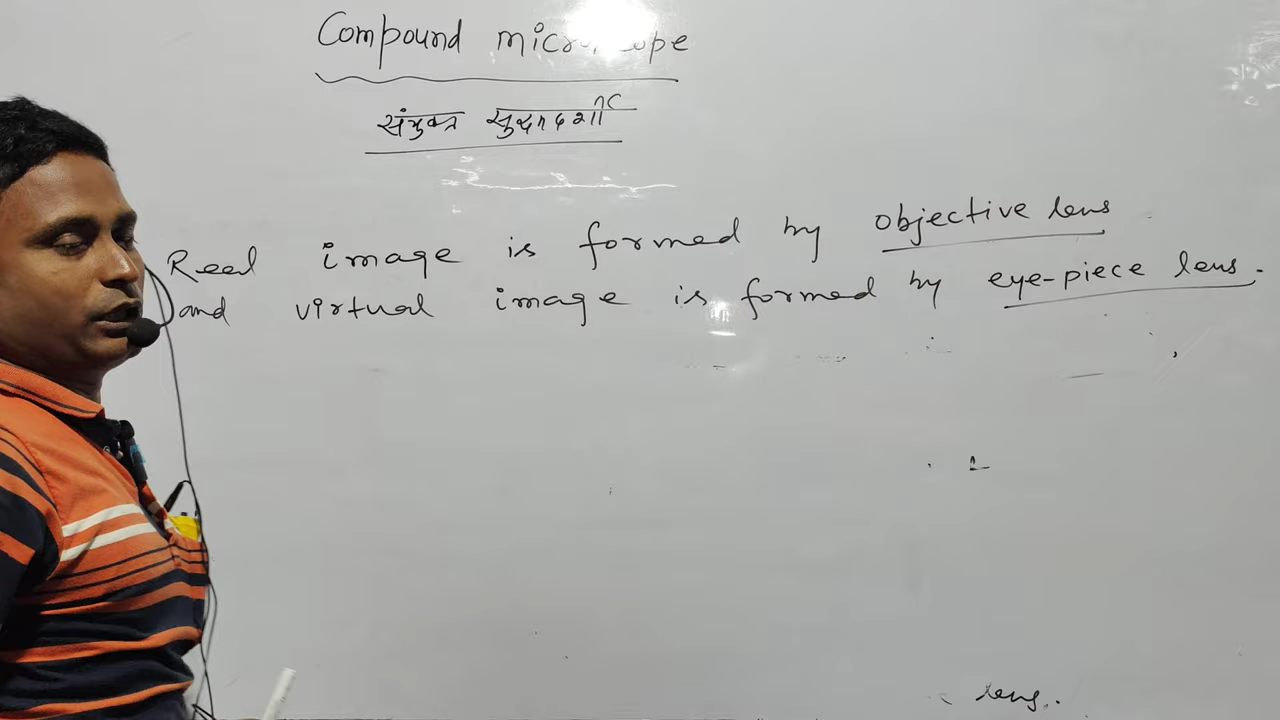 Compound microscope
संयुक्त सुक्ष्मदर्शी
Real image is formed by objective lens
and virtual image is formed by eye-piece lens.
lens.